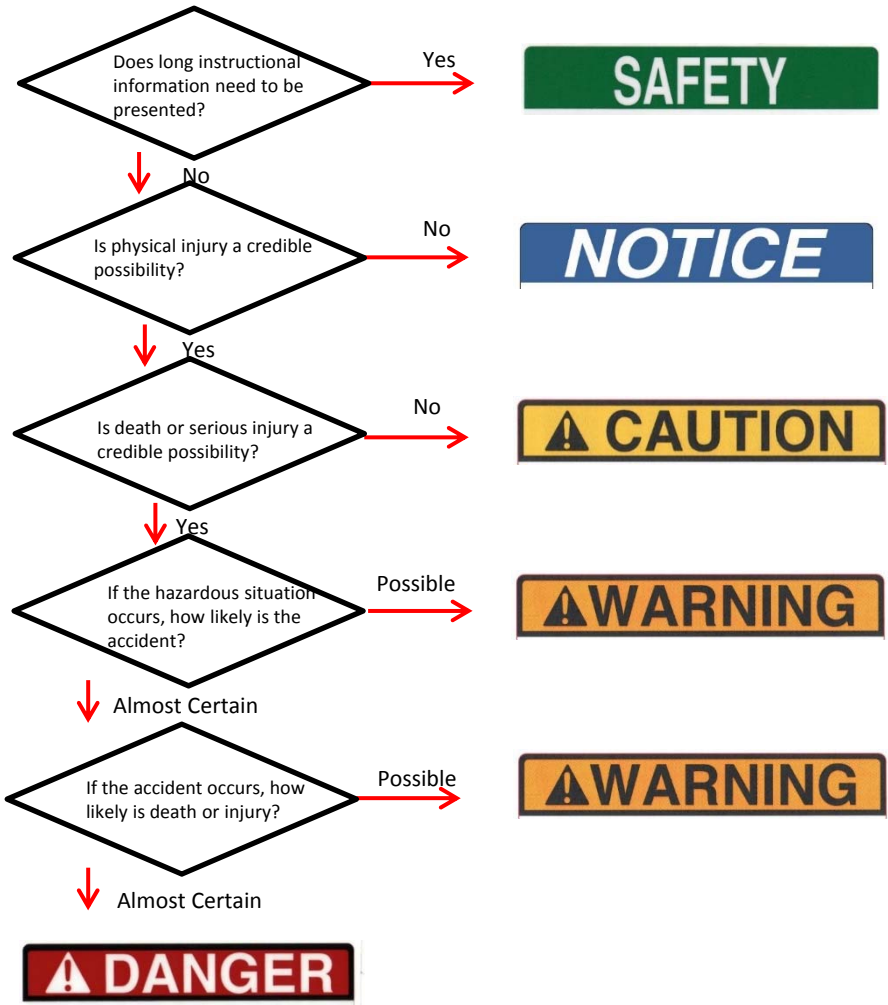 Does long instructional
information need to be
presented?
Yes
SAFETY
No
Is physical injury a credible
possibility?
No
NOTICE
Yes
Is death or serious injury a
credible possibility?
No
CAUTION
Yes
If the hazardous situation
occurs, how likely is the
accident?
Possible
WARNING
Almost Certain
If the accident occurs, how
likely is death or injury?
Possible
WARNING
Almost Certain
DANGER